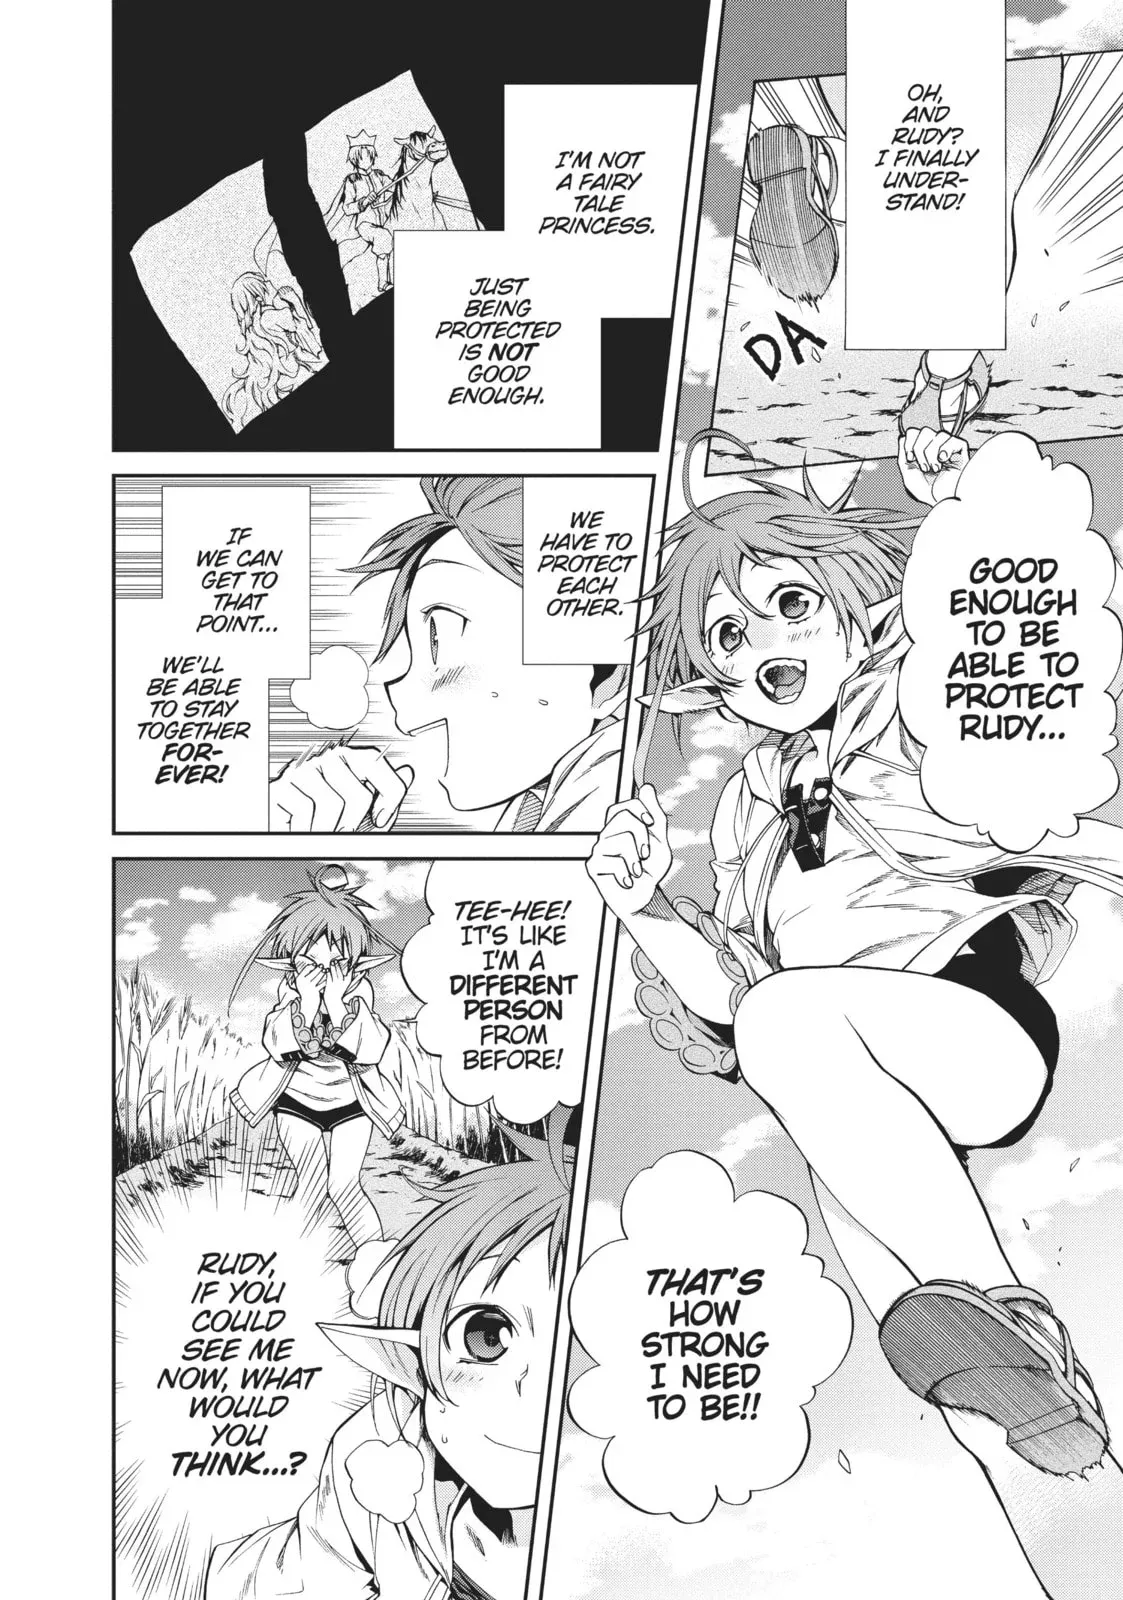 OH,
AND
RUDY?
I FINALLY
UNDER-
STAND!
DA
GOOD
ENOUGH
TO BE
ABLE TO
PROTECT
RUDY...
THAT'S
HOW
STRONG
I NEED
TO BE!!
I'M NOT
A FAIRY
TALE
PRINCESS.
JUST
BEING
PROTECTED
IS NOT
GOOD
ENOUGH.
WE
HAVE TO
PROTECT
EACH
OTHER.
IF
WE CAN
GET TO
THAT
POINT...
WE'LL
BE ABLE
TO STAY
TOGETHER
FOR-
EVER!
TEE-HEE!
IT'S LIKE
I'M A
DIFFERENT
PERSON
FROM
BEFORE!
RUDY,
IF YOU
COULD
SEE ME
NOW, WHAT
WOULD
YOU
THINK...?